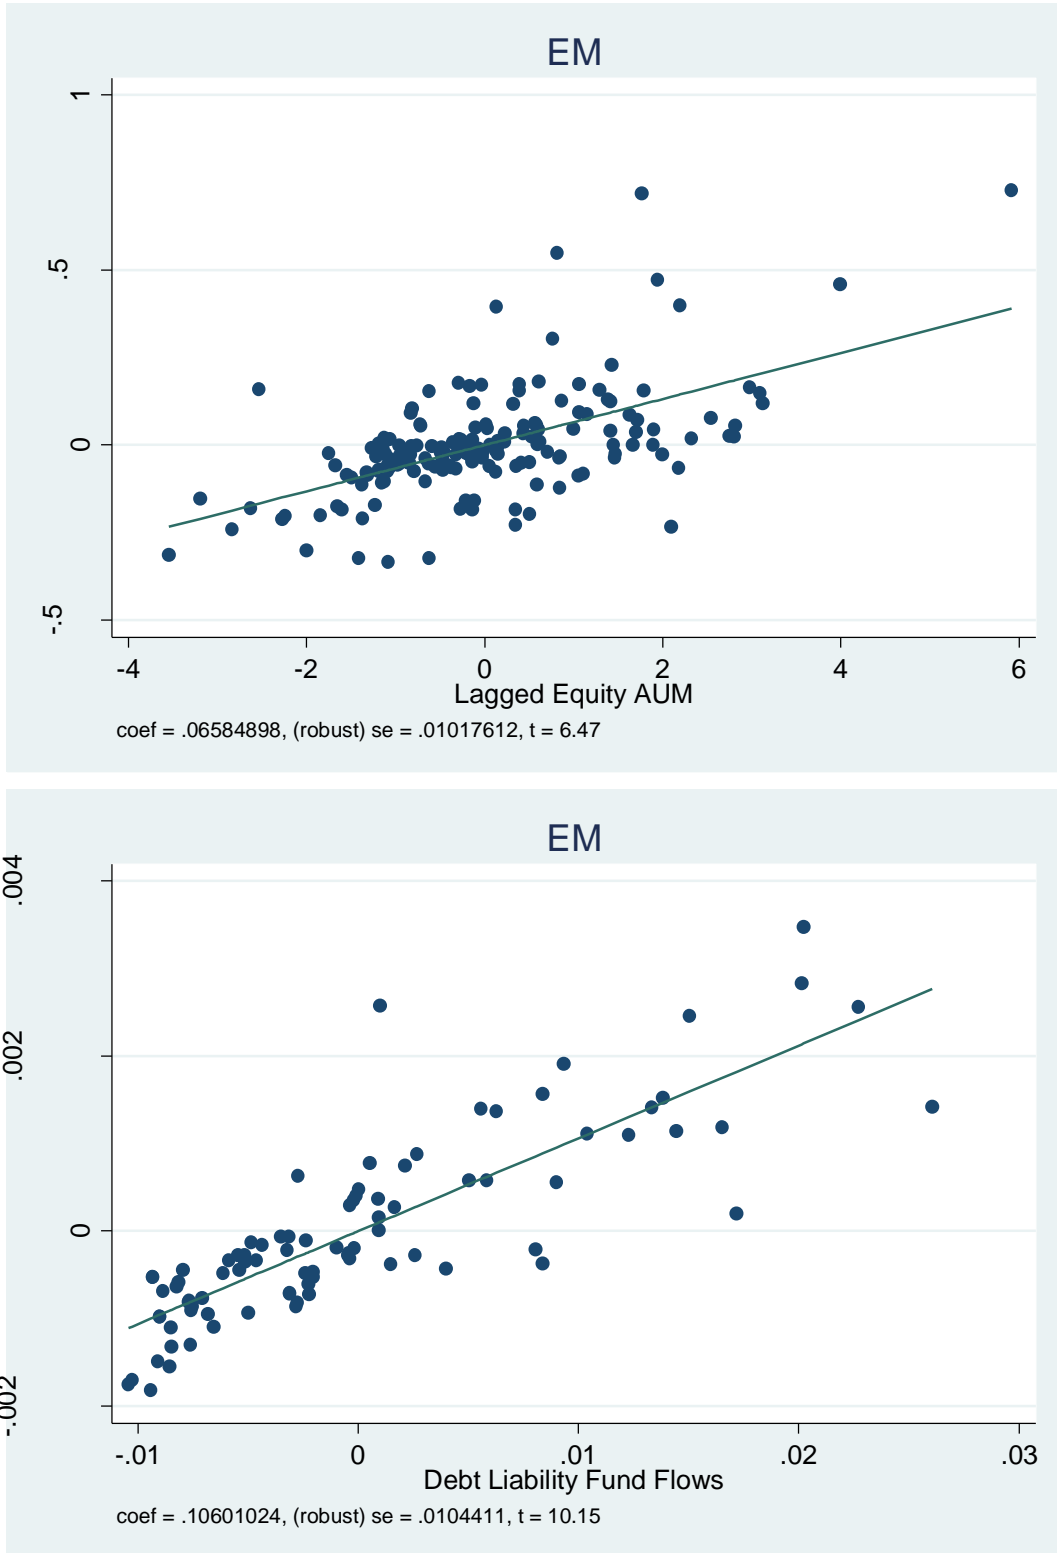 EM
1
.5
0
-.5
-4 -2 0 2 4 6
Lagged Equity AUM
coef = .06584898, (robust) se = .01017612, t = 6.47
EM
.004
.002
0
-.002
-.01 0 .01 .02 .03
Debt Liability Fund Flows
coef = .10601024, (robust) se = .0104411, t = 10.15